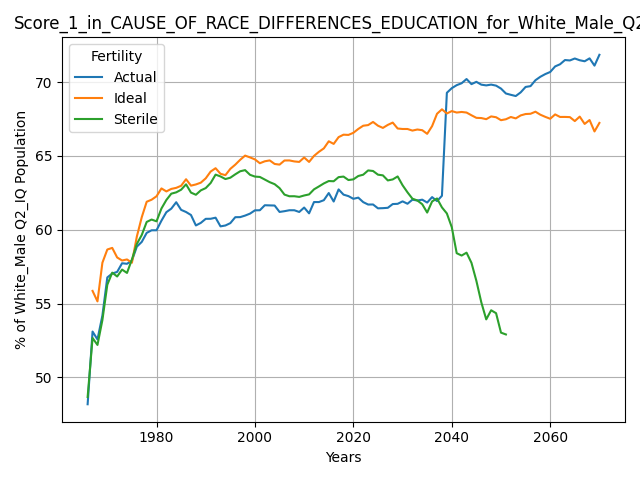 Score_1_in_CAUSE_OF_RACE_DIFFERENCES_EDUCATION_for_White_Male_Q2
Fertility
Actual
Ideal
Sterile
% of White_Male Q2_IQ Population
70
65
60
55
50
1980
2000
2020
2040
2060
Years